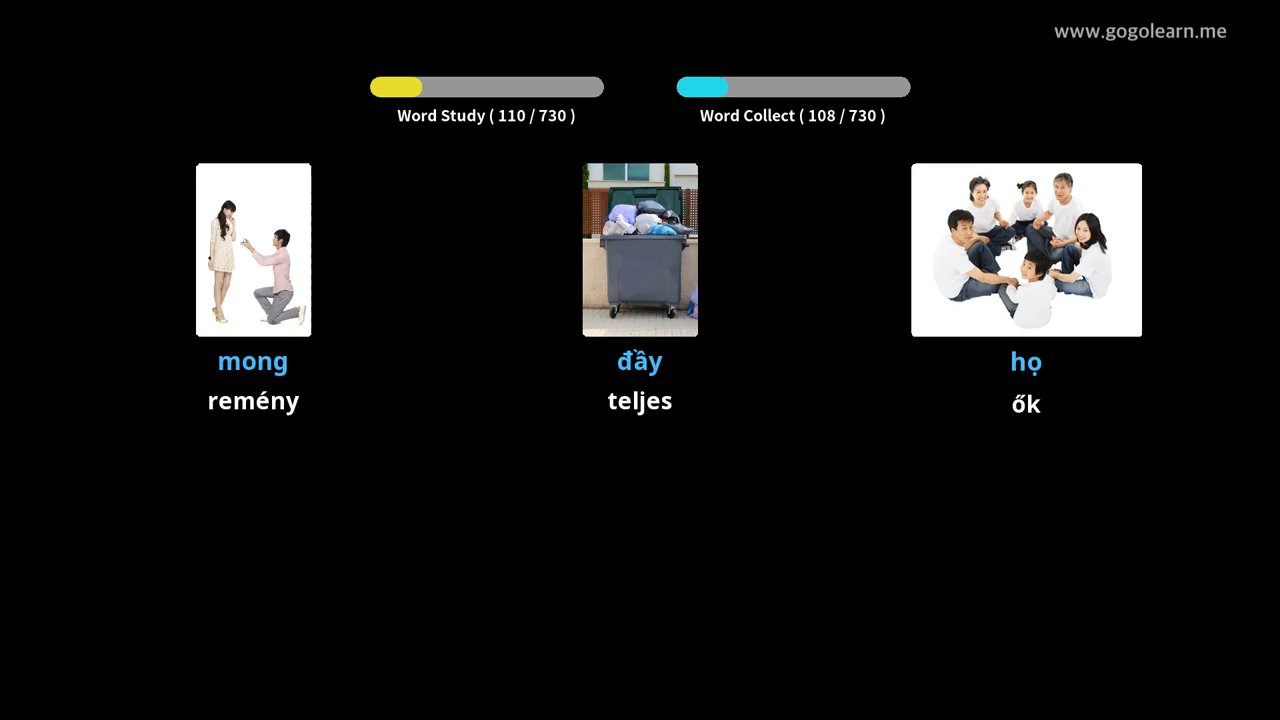 www.gogolearn.me
Word Study ( 110 / 730 )
Word Collect ( 108 / 730 )
mong
đầy
họ
remény
teljes
ők